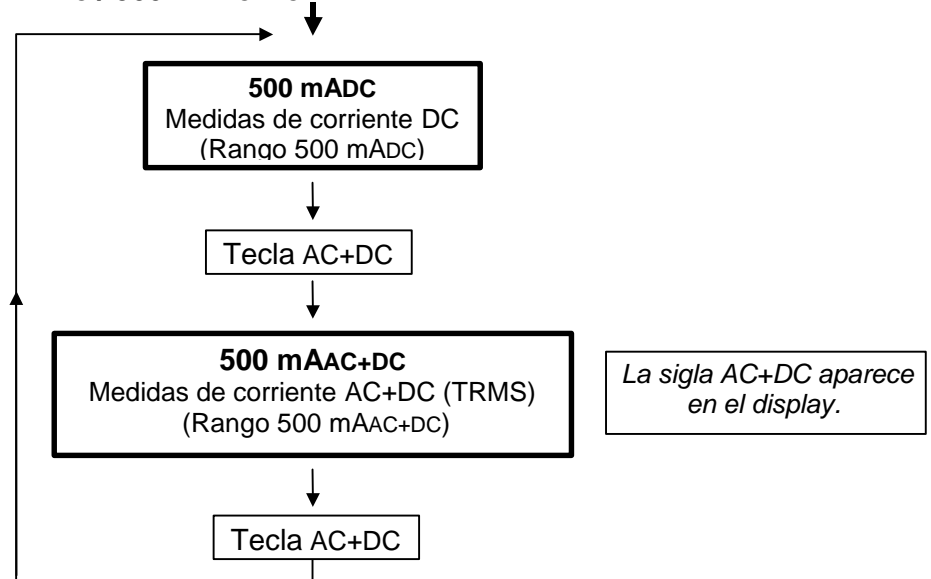 500 mADC
Medidas de corriente DC
(Rango 500 mADC)
Tecla AC+DC
500 mAAC+DC
Medidas de corriente AC+DC (TRMS)
(Rango 500 mAAC+DC)
La sigla AC+DC aparece
en el display.
Tecla AC+DC